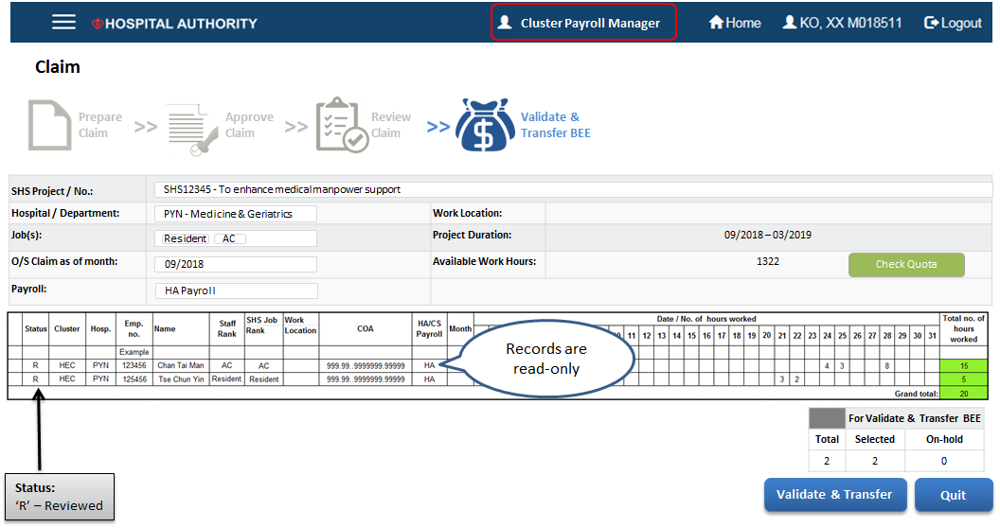 HOSPITAL AUTHORITY
Cluster Payroll Manager
Home
KO, XX M018511
Logout
Claim
Prepare
Claim
>>
Approve
Claim
>>
Review
Claim
>>
Validate &
Transfer BEE
SHS Project / No.: SHS12345 - To enhance medical manpower support
Hospital / Department: PYN - Medicine & Geriatrics Work Location:
Job(s): Resident AC Project Duration: 09/2018 – 03/2019
O/S Claim as of month: 09/2018 Available Work Hours: 1322 Check Quota
Payroll: HA Payroll
Status Cluster Hosp. Emp. no. Name Staff Rank SHS Job Rank Work Location COA HA/CS Payroll Month Date / No. of hours worked Total no. of hours worked
11 12 13 14 15 16 17 18 19 20 21 22 23 24 25 26 27 28 29 30 31
Example
R HEC PYN 123456 Chan Tai Man AC AC 999.99..9999999.99999 HA 4 3 8 15
R HEC PYN 125456 Tse Chun Yin Resident Resident 999.99..9999999.99999 HA 3 2 5
Grand total: 20
Records are
read-only
For Validate & Transfer BEE
Total Selected On-hold
2 2 0
Status:
‘R’ – Reviewed
Validate & Transfer
Quit